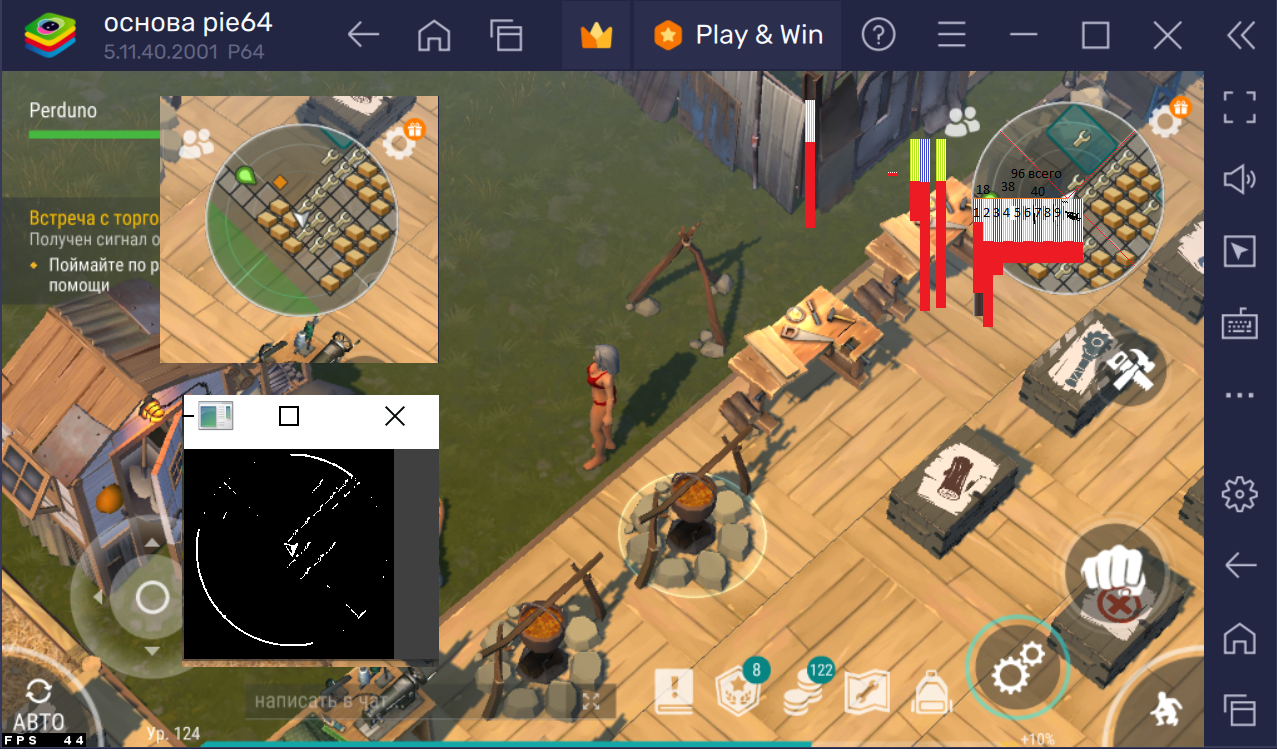 основа pie64
5.11.40.2001 P64
Play & Win
Perduno
Встреча с торго
Получен сигнал о
Поймайте по р
помощи
96 всего
18 38 40
1 2 3 4 5 6 7 8 9
8
122
написать в чат...
АВТО
FPS 44
Ур. 124
+10%